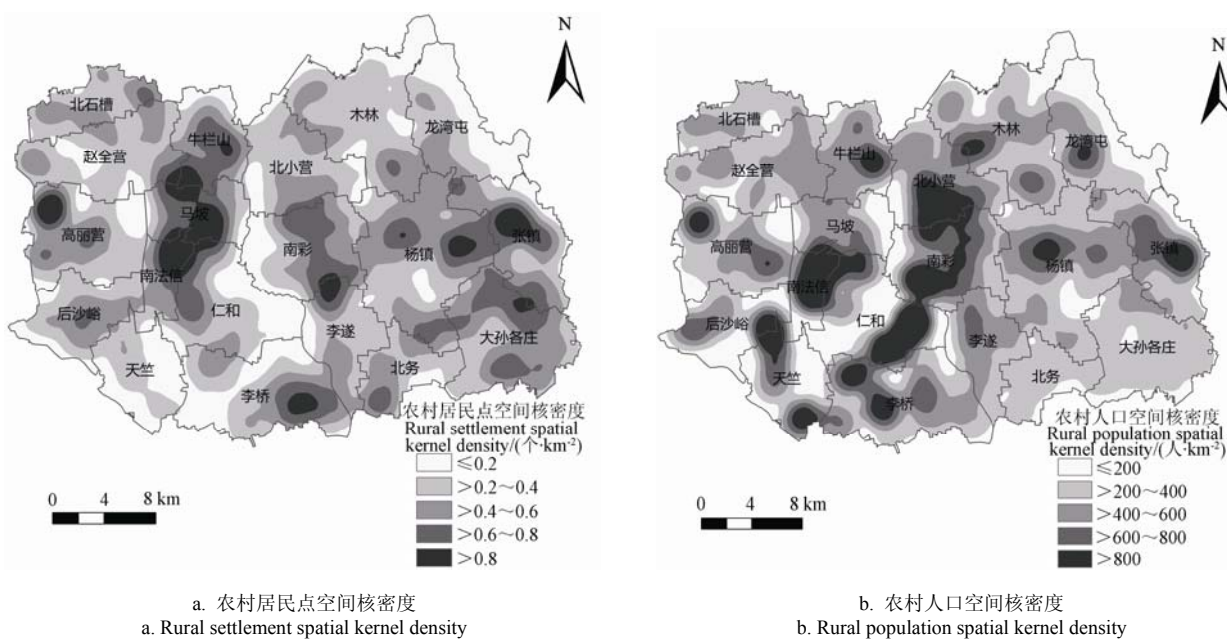 N
北石槽
木林
牛栏山
龙湾屯
赵全营
北小营
马坡
高丽营
南彩
杨镇
张镇
南法信
后沙峪
仁和
李遂
大孙各庄
天竺
北务
李桥
农村居民点空间核密度
Rural settlement spatial
kernel density/(个·km⁻²)
≤0.2
>0.2～0.4
>0.4～0.6
>0.6～0.8
>0.8
0 4 8 km
a. 农村居民点空间核密度
a. Rural settlement spatial kernel density
N
北石槽
木林
龙湾屯
牛栏山
赵全营
北小营
马坡
高丽营
南彩
杨镇
张镇
南法信
后沙峪
仁和
李遂
大孙各庄
天竺
北务
李桥
农村人口空间核密度
Rural population spatial
kernel density/(人·km⁻²)
≤200
>200～400
>400～600
>600～800
>800
0 4 8 km
b. 农村人口空间核密度
b. Rural population spatial kernel density